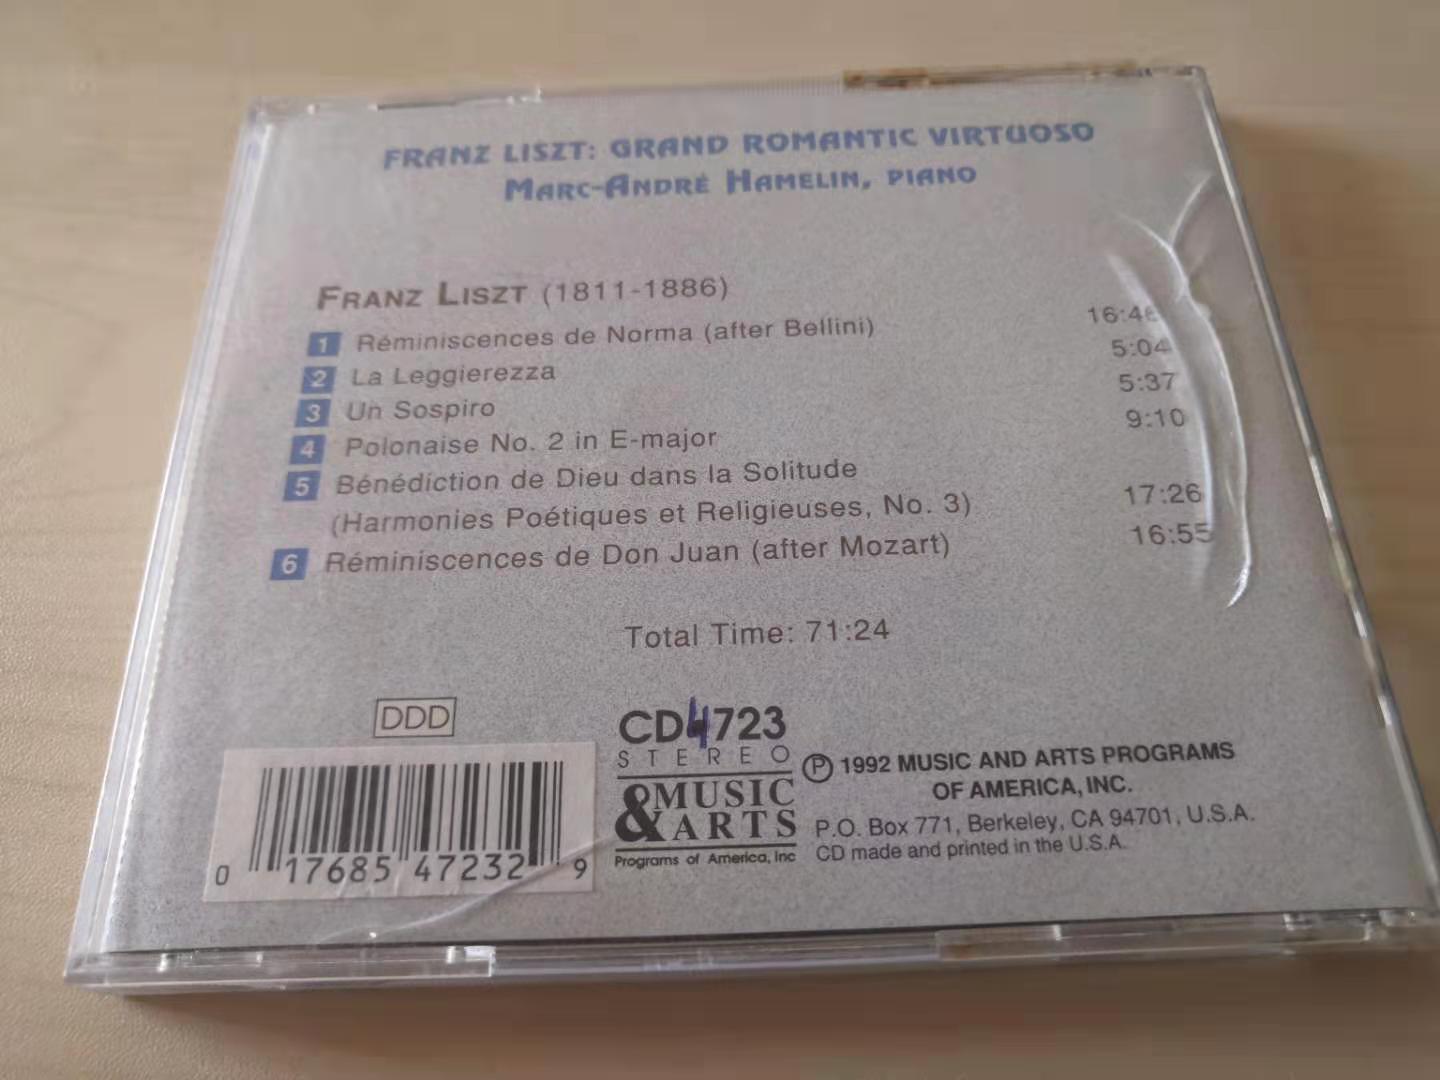 FRANZ LISZT: GRAND ROMANTIC VIRTUOSO
MARC-ANDRÉ HAMELIN, PIANO
FRANZ LISZT (1811-1886)
1 Réminiscences de Norma (after Bellini) 16:46
2 La Leggierezza 5:04
3 Un Sospiro 5:37
4 Polonaise No. 2 in E-major 9:10
5 Bénédiction de Dieu dans la Solitude
(Harmonies Poétiques et Religieuses, No. 3) 17:26
6 Réminiscences de Don Juan (after Mozart) 16:55
Total Time: 71:24
DDD
0 17685 47232 9
CD4723
STEREO
MUSIC
& ARTS
Programs of America, Inc
Ⓟ 1992 MUSIC AND ARTS PROGRAMS
OF AMERICA, INC.
P.O. Box 771, Berkeley, CA 94701, U.S.A.
CD made and printed in the U.S.A.